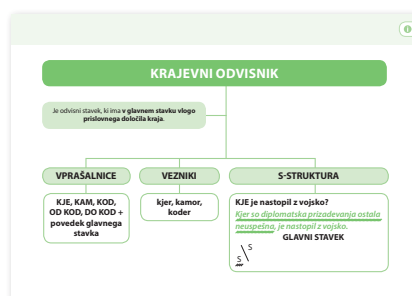 KRAJEVNI ODVISNIK
Je odvisni stavek, ki ima v glavnem stavku vlogo
prislovnega določila kraja.
VPRAŠALNICE
KJE, KAM, KOD,
OD KOD, DO KOD +
povedek glavnega
stavka
VEZNIKI
kjer, kamor,
koder
S-STRUKTURA
KJE je nastopil z vojsko?
Kjer so diplomatska prizadevanja ostala
neuspešna, je nastopil z vojsko.
GLAVNI STAVEK
S
S